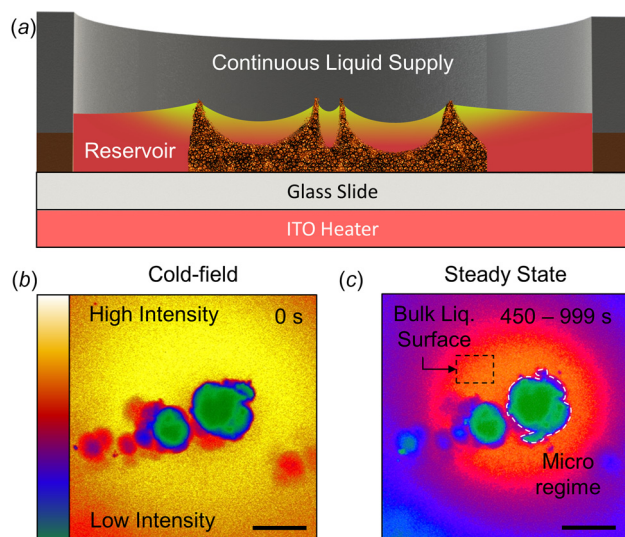 (a)
Continuous Liquid Supply
Reservoir
Glass Slide
ITO Heater
(b) Cold-field
High Intensity 0 s
Low Intensity
(c) Steady State
Bulk Liq. 450 – 999 s
Surface
Micro
regime